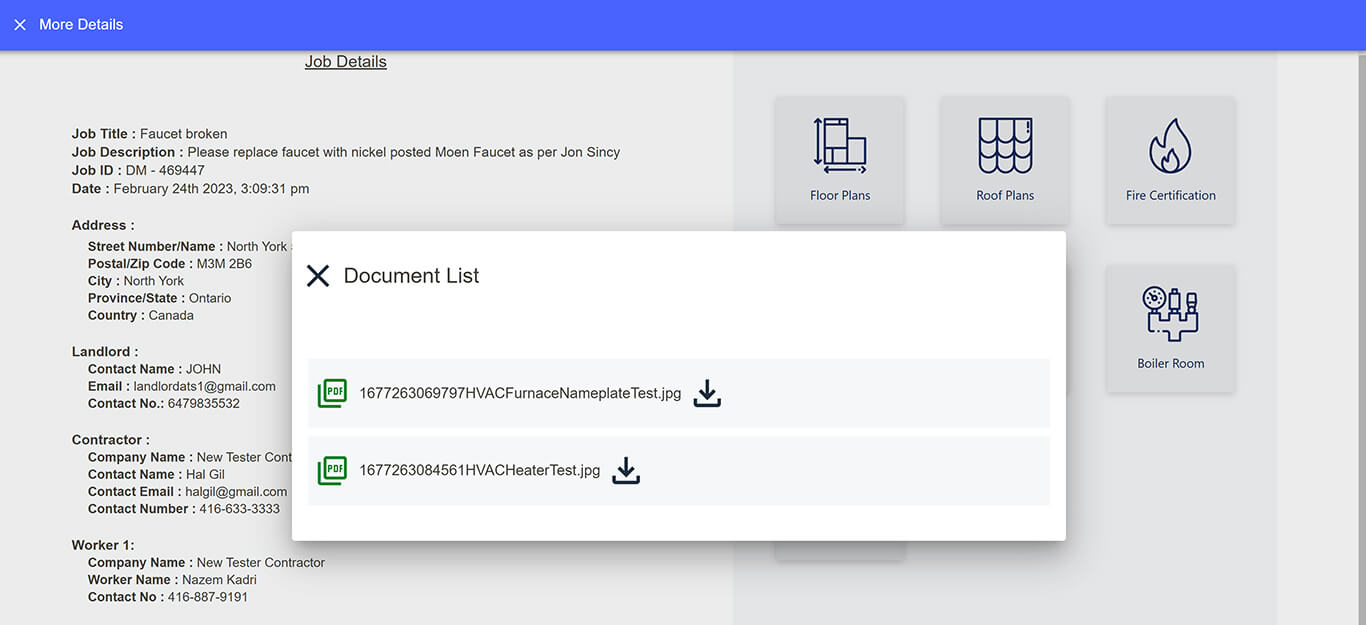 More Details
Job Details
Job Title : Faucet broken
Job Description : Please replace faucet with nickel posted Moen Faucet as per Jon Sincy
Job ID : DM - 469447
Date : February 24th 2023, 3:09:31 pm
Address :
Street Number/Name : North York
Postal/Zip Code : M3M 2B6
City : North York
Province/State : Ontario
Country : Canada
Landlord :
Contact Name : JOHN
Email : landlordats1@gmail.com
Contact No.: 6479835532
Contractor :
Company Name : New Tester Cont
Contact Name : Hal Gil
Contact Email : halgil@gmail.com
Contact Number : 416-633-3333
Worker 1:
Company Name : New Tester Contractor
Worker Name : Nazem Kadri
Contact No : 416-887-9191
Floor Plans
Roof Plans
Fire Certification
Boiler Room
Document List
PDF
1677263069797HVACFurnaceNameplateTest.jpg
PDF
1677263084561HVACHeaterTest.jpg